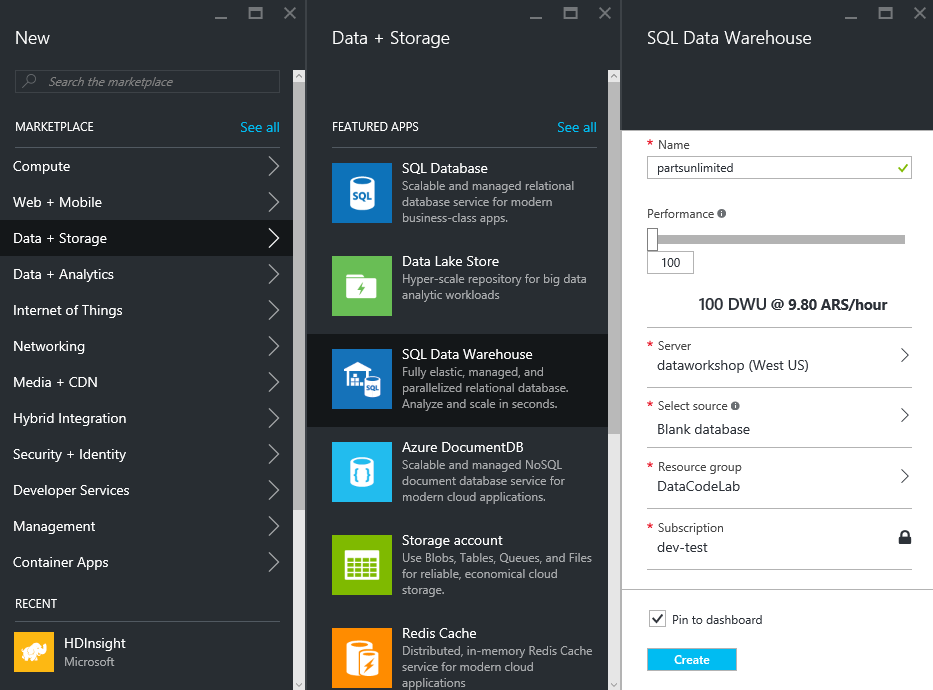 New
Search the marketplace
MARKETPLACE
See all
Compute
Web + Mobile
Data + Storage
Data + Analytics
Internet of Things
Networking
Media + CDN
Hybrid Integration
Security + Identity
Developer Services
Management
Container Apps
RECENT
HDInsight
Microsoft
Data + Storage
FEATURED APPS
See all
SQL
SQL Database
Scalable and managed relational
database service for modern
business-class apps.
Data Lake Store
Hyper-scale repository for big data
analytic workloads
SQL
SQL Data Warehouse
Fully elastic, managed, and
parallelized relational database.
Analyze and scale in seconds.
{ }
Azure DocumentDB
Scalable and managed NoSQL
document database service for
modern cloud applications.
Storage account
Use Blobs, Tables, Queues, and Files
for reliable, economical cloud
storage.
Redis Cache
Distributed, in-memory Redis Cache
service for modern cloud
applications
SQL Data Warehouse
* Name
partsunlimited
Performance
100
100 DWU @ 9.80 ARS/hour
* Server
dataworkshop (West US)
* Select source
Blank database
* Resource group
DataCodeLab
* Subscription
dev-test
Pin to dashboard
Create